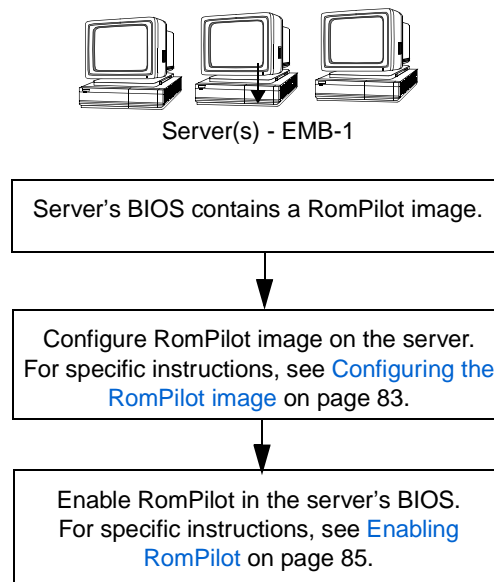 Server(s) - EMB-1
Server's BIOS contains a RomPilot image.
Configure RomPilot image on the server.
For specific instructions, see Configuring the
RomPilot image on page 83.
Enable RomPilot in the server's BIOS.
For specific instructions, see Enabling
RomPilot on page 85.